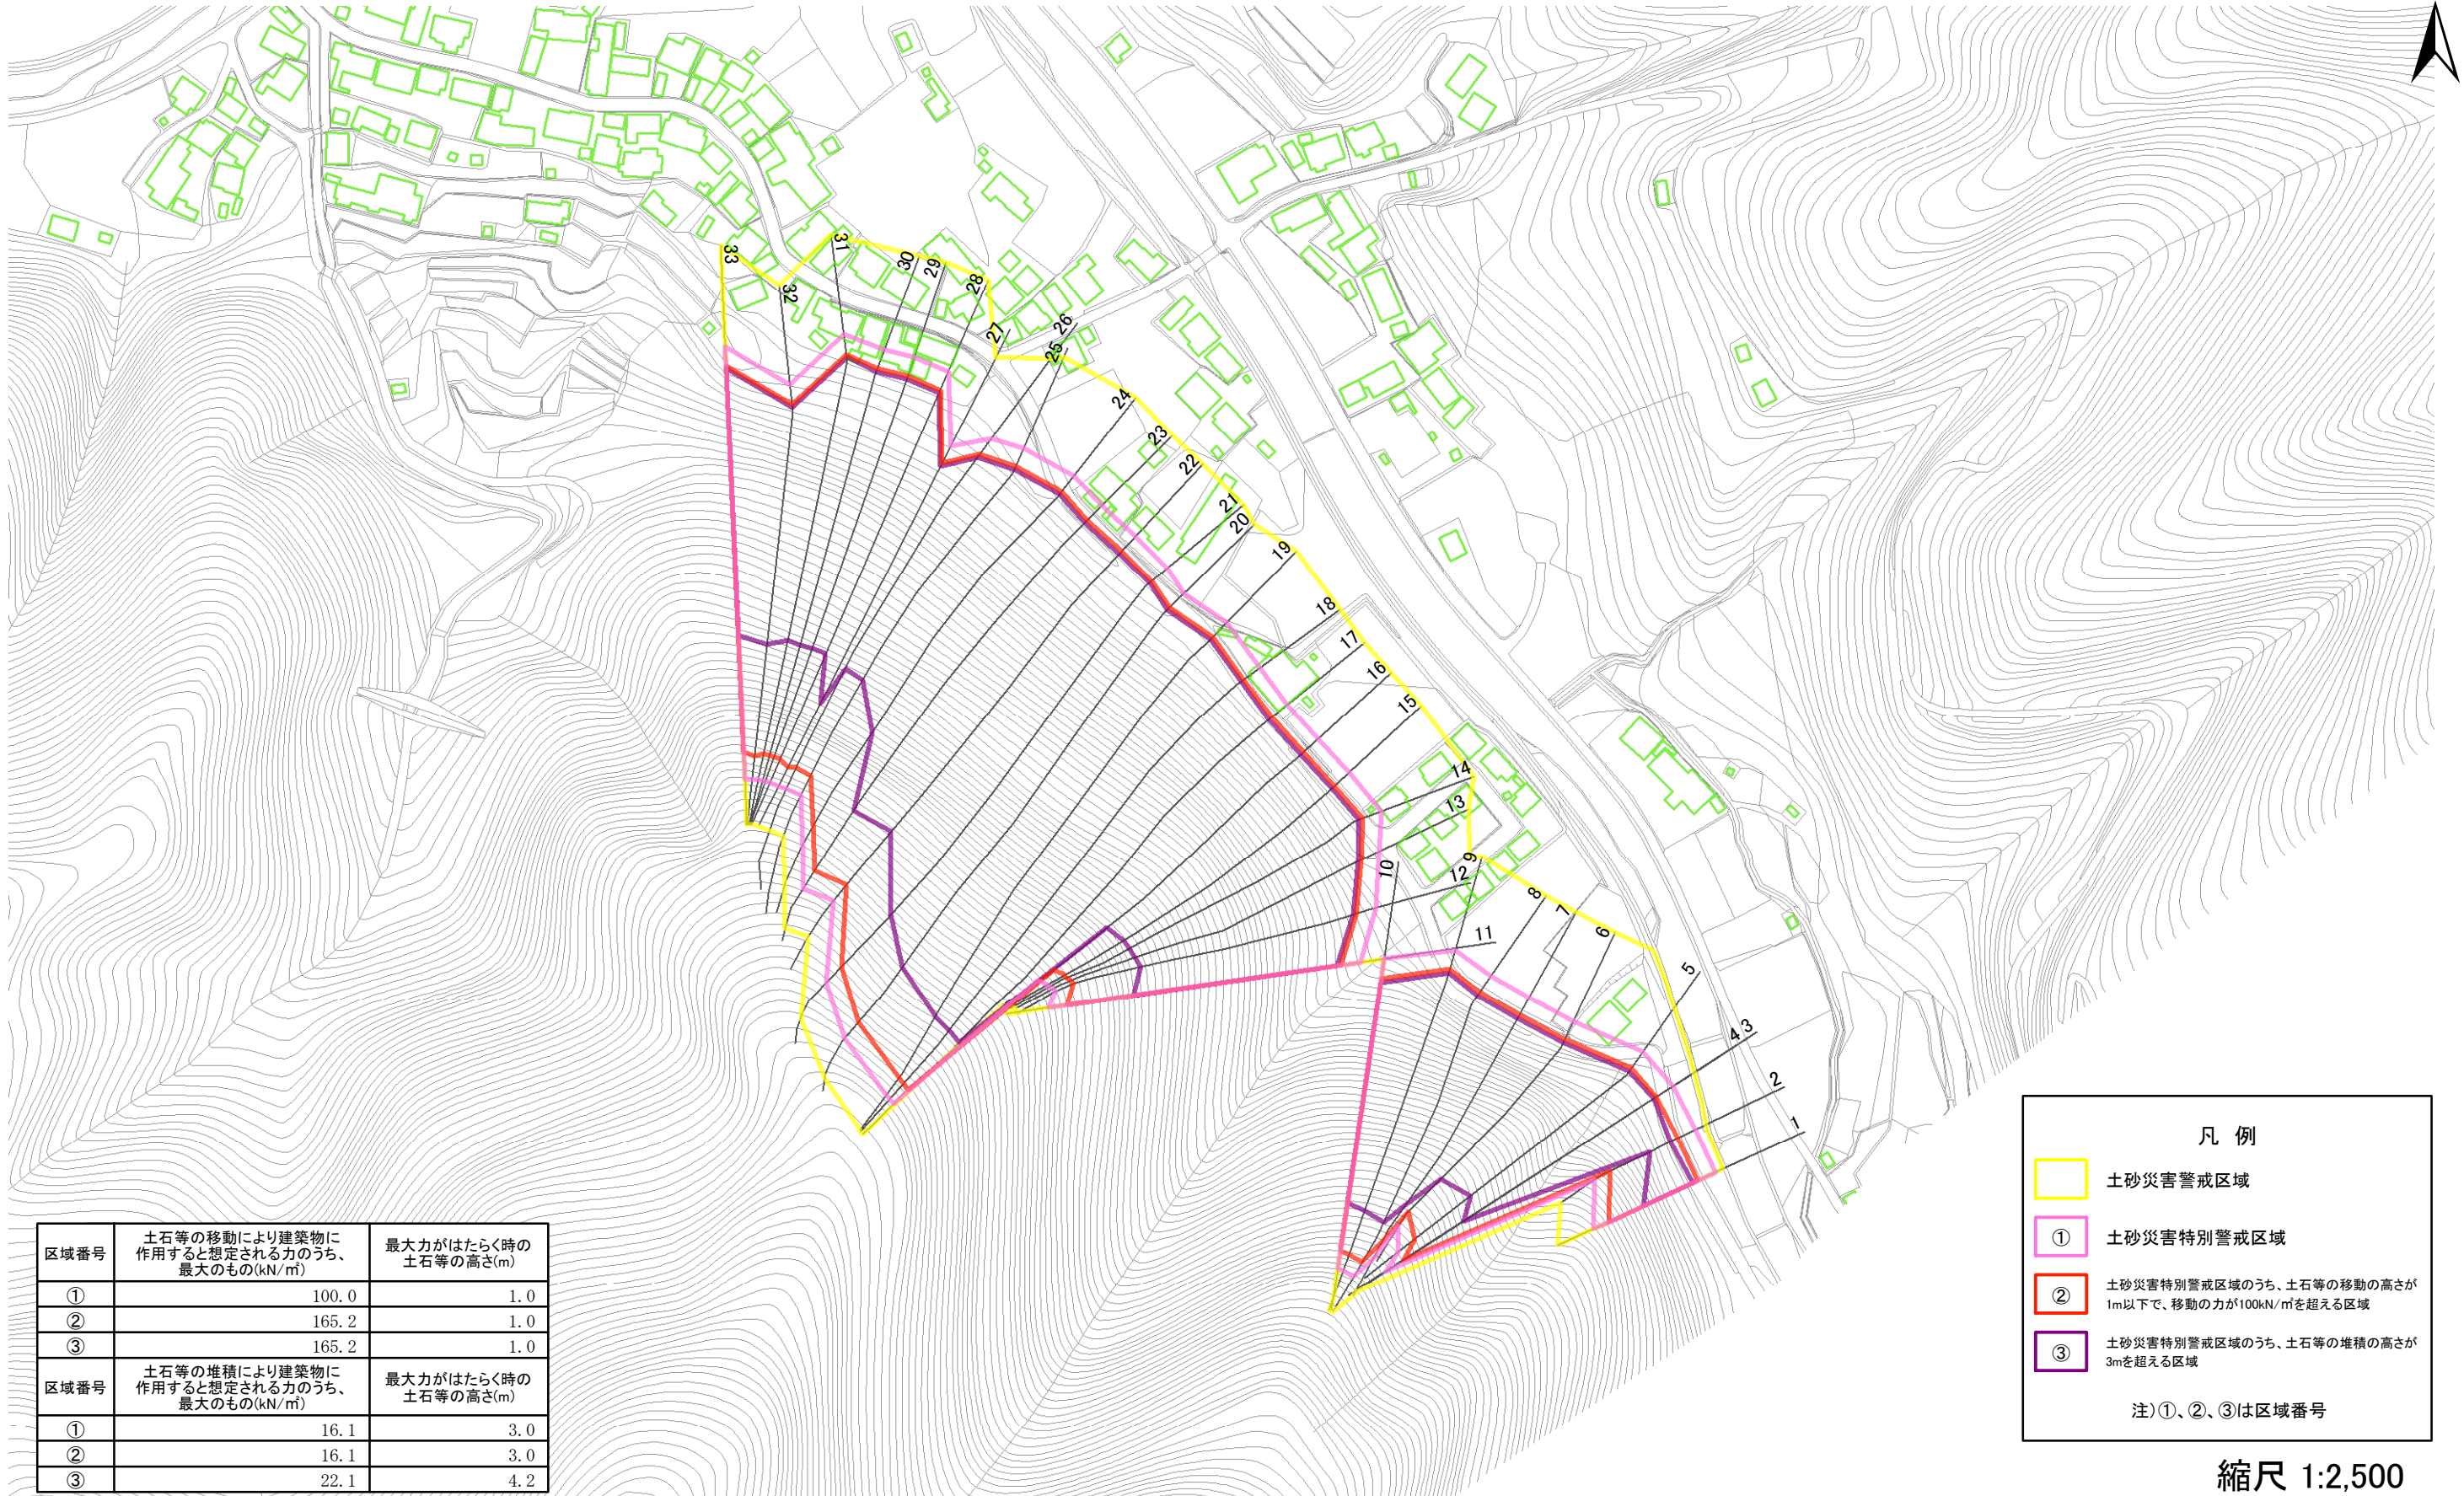 33
31
30
29
28
32
27
26
25
24
23
22
21
20
19
18
17
16
15
14
13
12
11
10
9
8
7
6
5
4
3
2
1
区域番号
土石等の移動により建築物に
作用すると想定される力のうち、
最大のもの(kN/㎡)
最大力がはたらく時の
土石等の高さ(m)
① 100.0 1.0
② 165.2 1.0
③ 165.2 1.0
区域番号
土石等の堆積により建築物に
作用すると想定される力のうち、
最大のもの(kN/㎡)
最大力がはたらく時の
土石等の高さ(m)
① 16.1 3.0
② 16.1 3.0
③ 22.1 4.2
凡 例
土砂災害警戒区域
① 土砂災害特別警戒区域
② 土砂災害特別警戒区域のうち、土石等の移動の高さが
1m以下で、移動の力が100kN/㎡を超える区域
③ 土砂災害特別警戒区域のうち、土石等の堆積の高さが
3mを超える区域
注)①、②、③は区域番号
縮尺 1:2,500